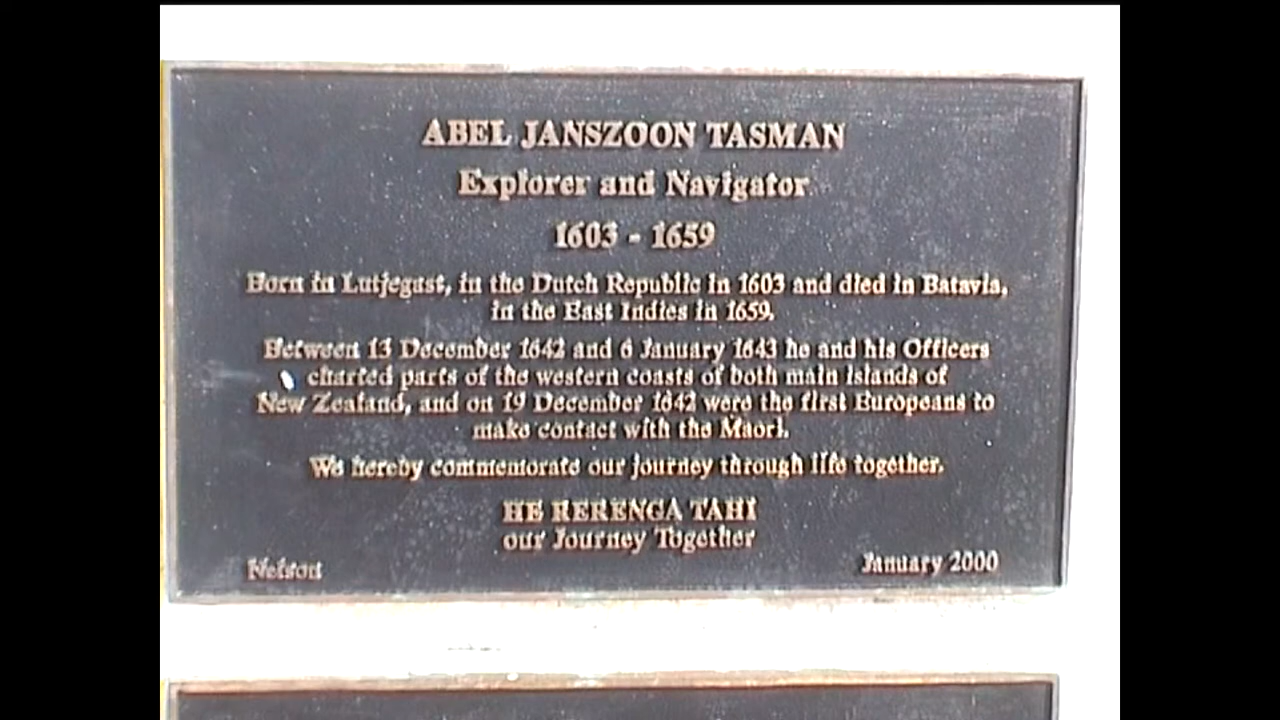 ABEL JANSZOON TASMAN
Explorer and Navigator
1603 - 1659
Born in Lutjegast, in the Dutch Republic in 1603 and died in Batavia,
in the East Indies in 1659.
Between 13 December 1642 and 6 January 1643 he and his Officers
charted parts of the western coasts of both main islands of
New Zealand, and on 19 December 1642 were the first Europeans to
make contact with the Maori.
We hereby commemorate our journey through life together.
HE RERENGA TAHI
our Journey Together
Nelson January 2000